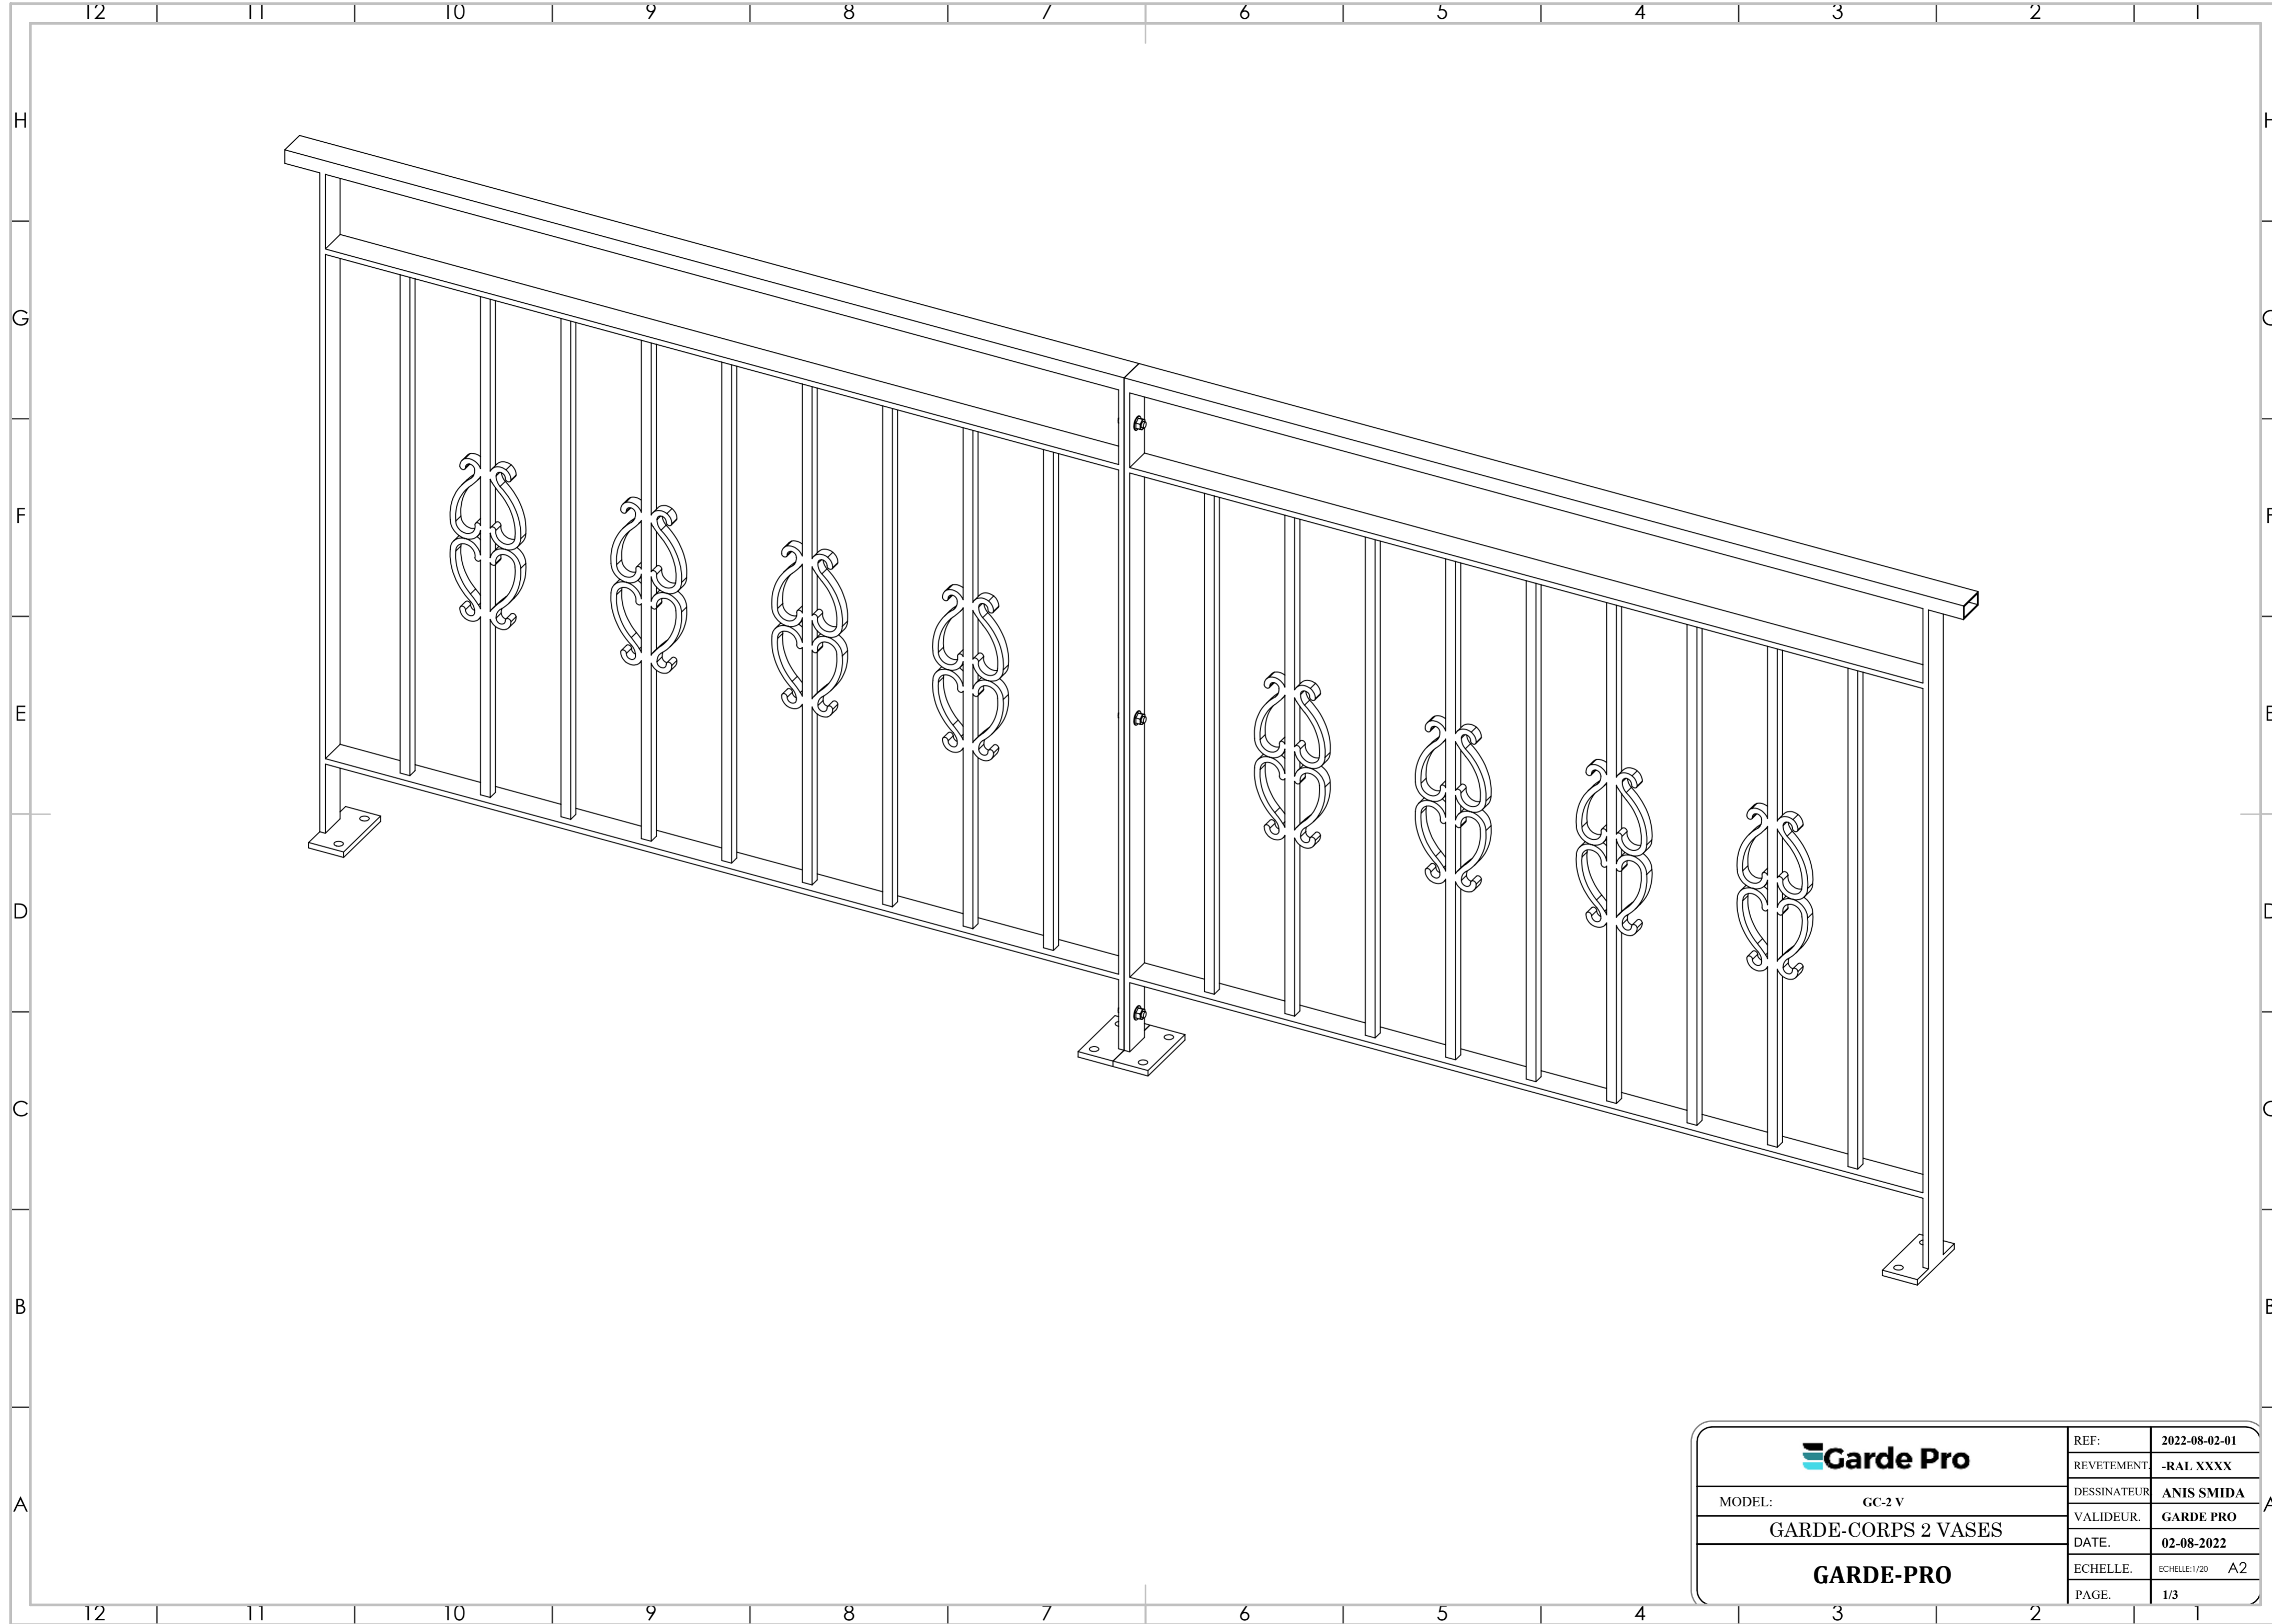 12 11 10 9 8 7 6 5 4 3 2 1
H H
G
F F
E E
D D
C
B B
A A
Garde Pro
MODEL: GC-2 V
GARDE-CORPS 2 VASES
GARDE-PRO
REF: 2022-08-02-01
REVETEMENT. -RAL XXXX
DESSINATEUR ANIS SMIDA
VALIDEUR. GARDE PRO
DATE. 02-08-2022
ECHELLE. ECHELLE:1/20 A2
PAGE. 1/3
12 11 10 9 8 7 6 5 4 3 2 1